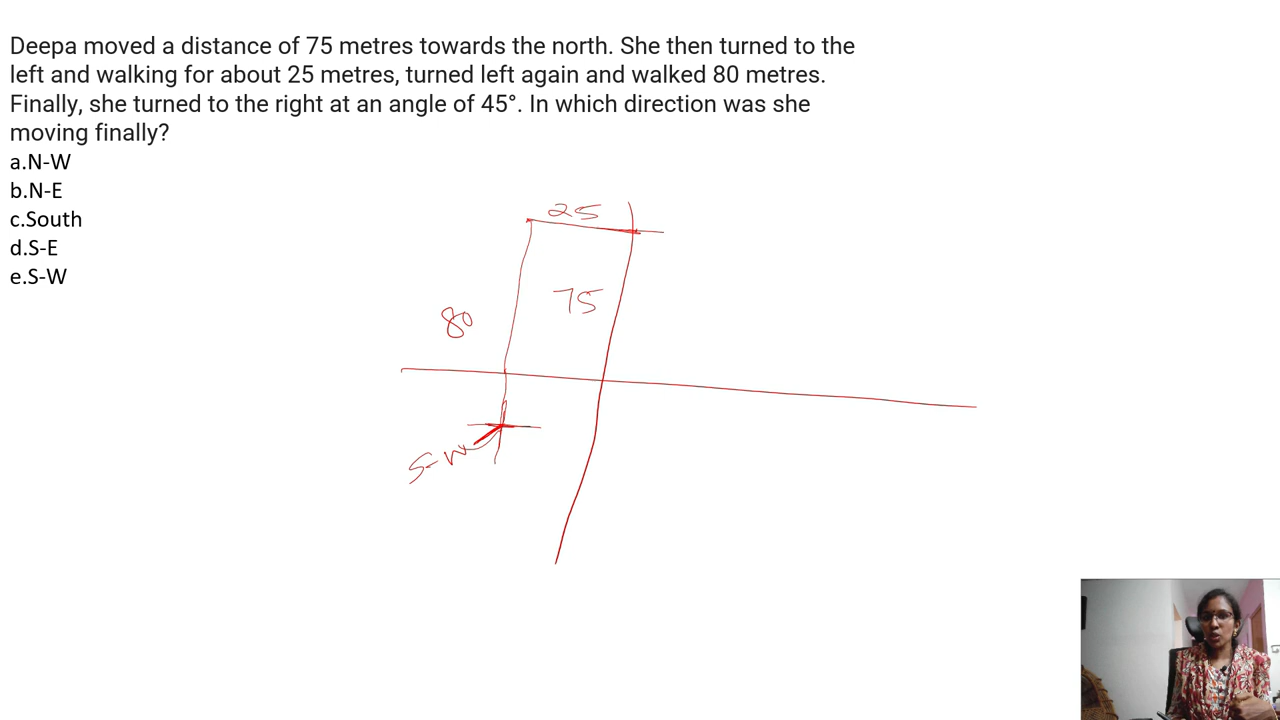 Deepa moved a distance of 75 metres towards the north. She then turned to the
left and walking for about 25 metres, turned left again and walked 80 metres.
Finally, she turned to the right at an angle of 45°. In which direction was she
moving finally?
a.N-W
b.N-E
c.South
d.S-E
e.S-W
25
75
80
S-W